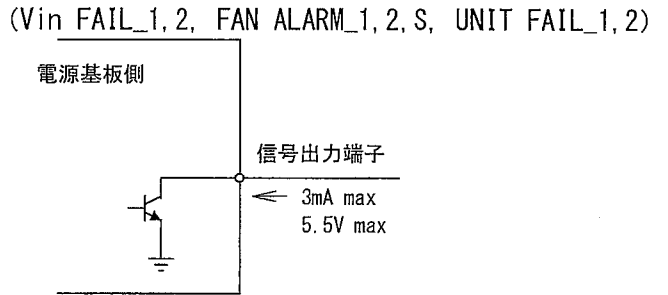 (Vin FAIL_1,2, FAN ALARM_1,2,S, UNIT FAIL_1,2)
電源基板側
信号出力端子
3mA max
5.5V max